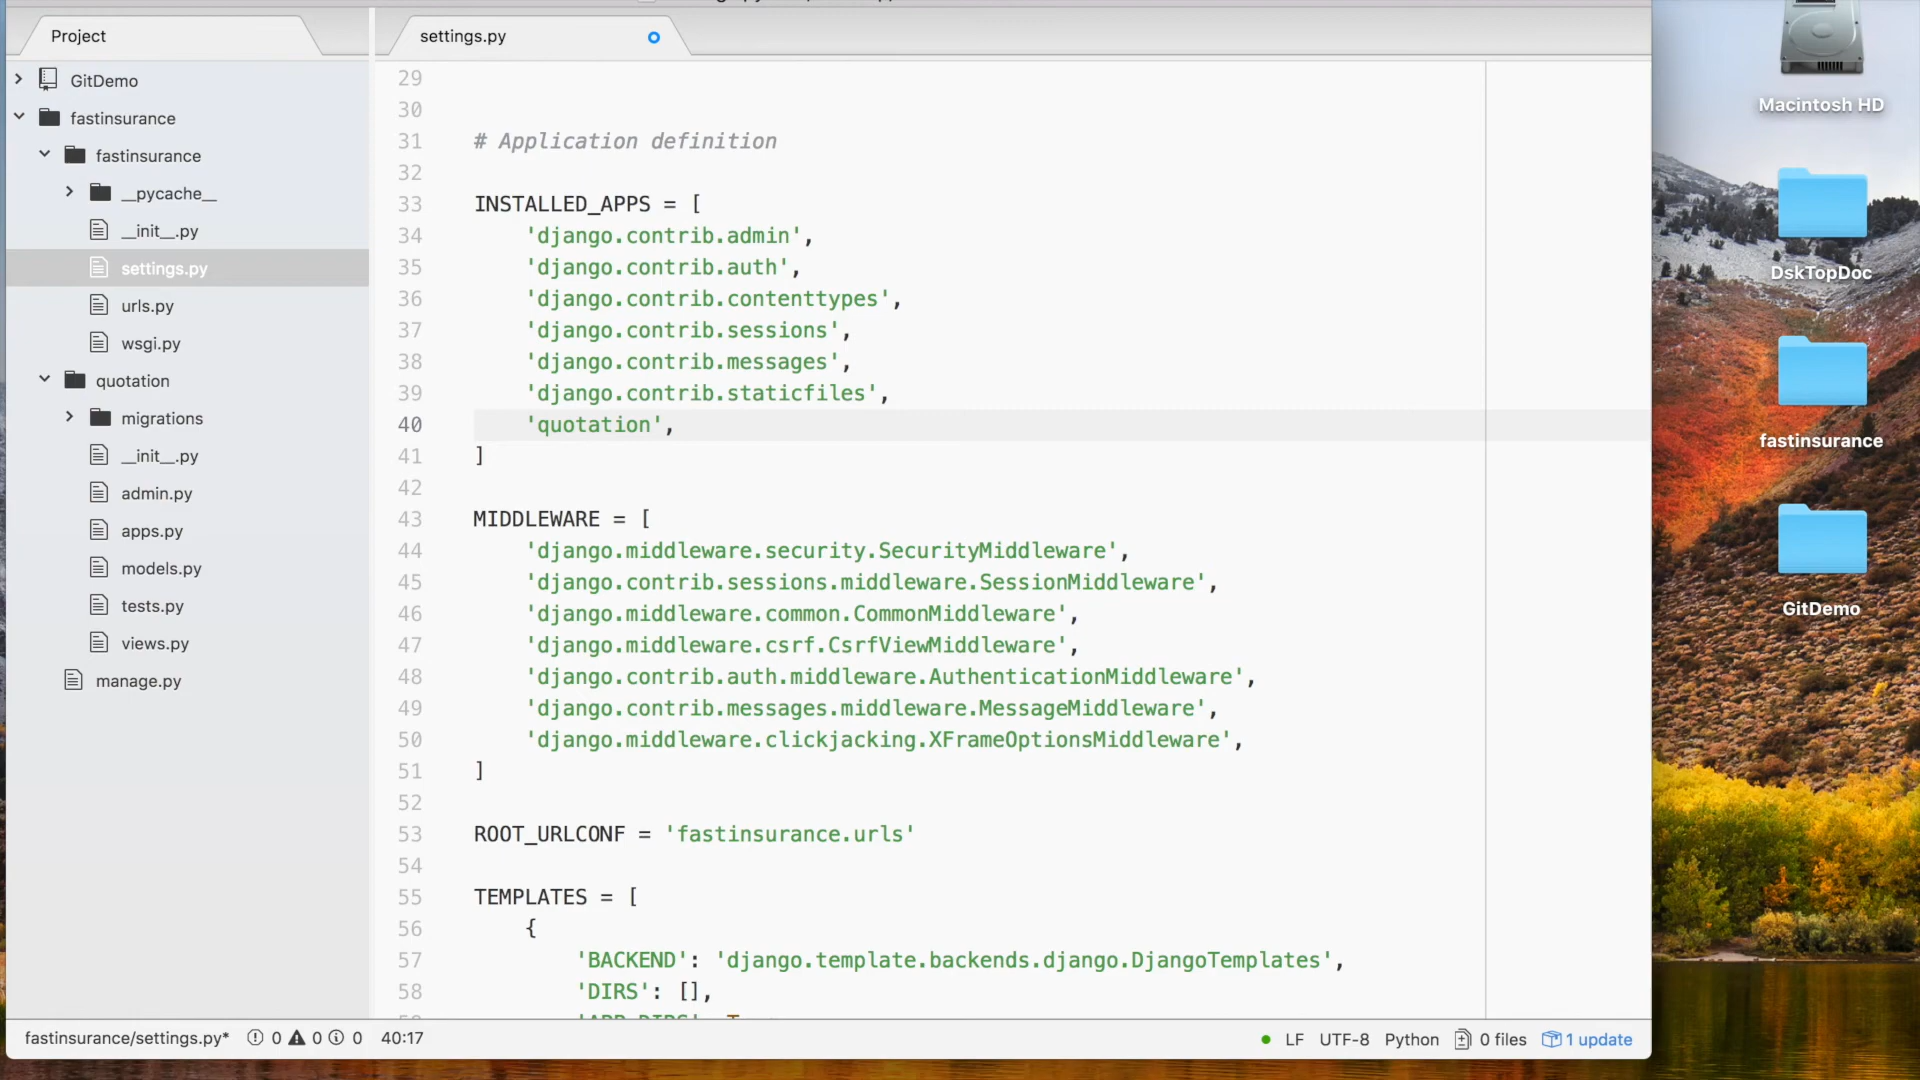 Project
settings.py
GitDemo
fastinsurance
fastinsurance
__pycache__
__init__.py
settings.py
urls.py
wsgi.py
quotation
migrations
__init__.py
admin.py
apps.py
models.py
tests.py
views.py
manage.py
29
30
31 # Application definition
32
33 INSTALLED_APPS = [
34 'django.contrib.admin',
35 'django.contrib.auth',
36 'django.contrib.contenttypes',
37 'django.contrib.sessions',
38 'django.contrib.messages',
39 'django.contrib.staticfiles',
40 'quotation',
41 ]
42
43 MIDDLEWARE = [
44 'django.middleware.security.SecurityMiddleware',
45 'django.contrib.sessions.middleware.SessionMiddleware',
46 'django.middleware.common.CommonMiddleware',
47 'django.middleware.csrf.CsrfViewMiddleware',
48 'django.contrib.auth.middleware.AuthenticationMiddleware',
49 'django.contrib.messages.middleware.MessageMiddleware',
50 'django.middleware.clickjacking.XFrameOptionsMiddleware',
51 ]
52
53 ROOT_URLCONF = 'fastinsurance.urls'
54
55 TEMPLATES = [
56 {
57 'BACKEND': 'django.template.backends.django.DjangoTemplates',
58 'DIRS': [],
fastinsurance/settings.py* 0 0 0 40:17
LF UTF-8 Python 0 files 1 update
Macintosh HD
DskTopDoc
fastinsurance
GitDemo